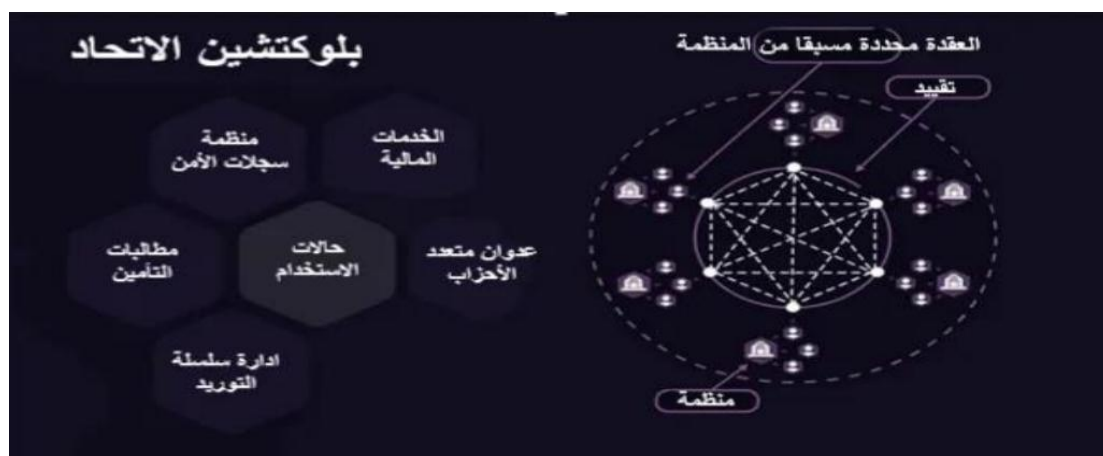 العقدة محددة مسبقا من المنظمة
بلوكتشين الاتحاد
تقييد
الخدمات
المالية
منظمة
سجلات الأمن
عدوان متعدد
الأحزاب
حالات
الاستخدام
مطالبات
التأمين
ادارة سلسلة
التوريد
منظمة